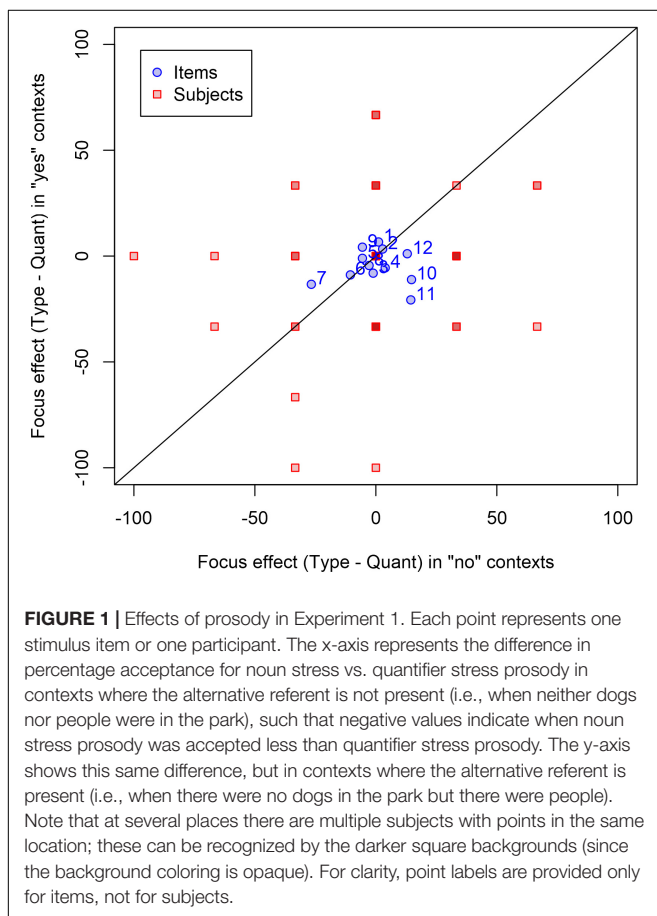 100
50
0
-50
-100
Focus effect (Type - Quant) in "yes" contexts
Items
Subjects
1
2
12
4
7
10
11
-100
-50
0
50
100
Focus effect (Type - Quant) in "no" contexts
FIGURE 1 | Effects of prosody in Experiment 1. Each point represents one
stimulus item or one participant. The x-axis represents the difference in
percentage acceptance for noun stress vs. quantifier stress prosody in
contexts where the alternative referent is not present (i.e., when neither dogs
nor people were in the park), such that negative values indicate when noun
stress prosody was accepted less than quantifier stress prosody. The y-axis
shows this same difference, but in contexts where the alternative referent is
present (i.e., when there were no dogs in the park but there were people).
Note that at several places there are multiple subjects with points in the same
location; these can be recognized by the darker square backgrounds (since
the background coloring is opaque). For clarity, point labels are provided only
for items, not for subjects.